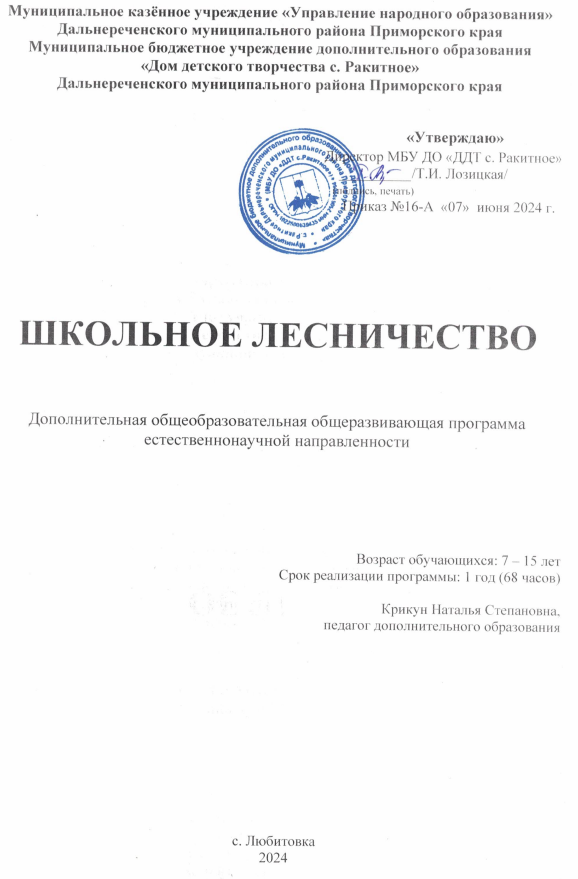 Муниципальное казённое учреждение «Управление народного образования»
Дальнереченского муниципального района Приморского края
Муниципальное бюджетное учреждение дополнительного образования
«Дом детского творчества с. Ракитное»
Дальнереченского муниципального района Приморского края
«Утверждаю»
Директор МБУ ДО «ДДТ с. Ракитное»
/Т.И. Лозицкая/
печать)
Приказ №16-А «07» июня 2024 г.
ШКОЛЬНОЕ ЛЕСНИЧЕСТВО
Дополнительная общеобразовательная общеразвивающая программа
естественнонаучной направленности
Возраст обучающихся: 7 – 15 лет
Срок реализации программы: 1 год (68 часов)
Крикун Наталья Степановна,
педагог дополнительного образования
с. Любитовка
2024